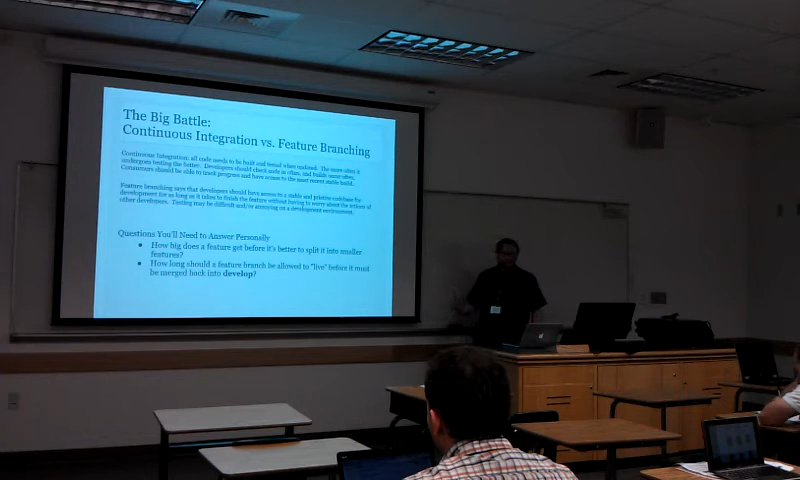 The Big Battle:
Continuous Integration vs. Feature Branching
Continuous Integration: all code needs to be built and tested when updated. The more often it
undergoes testing the better. Developers should check code in often, and builds occur often.
Consumers should be able to track progress and have access to the most recent stable build.
Feature branching says that developers should have access to a stable and pristine codebase for
development for as long as it takes to finish the feature without having to worry about the actions of
other developers. Testing may be difficult and/or annoying on a development environment.
Questions You'll Need to Answer Personally
● How big does a feature get before it's better to split it into smaller
features?
● How long should a feature branch be allowed to "live" before it must
be merged back into develop?